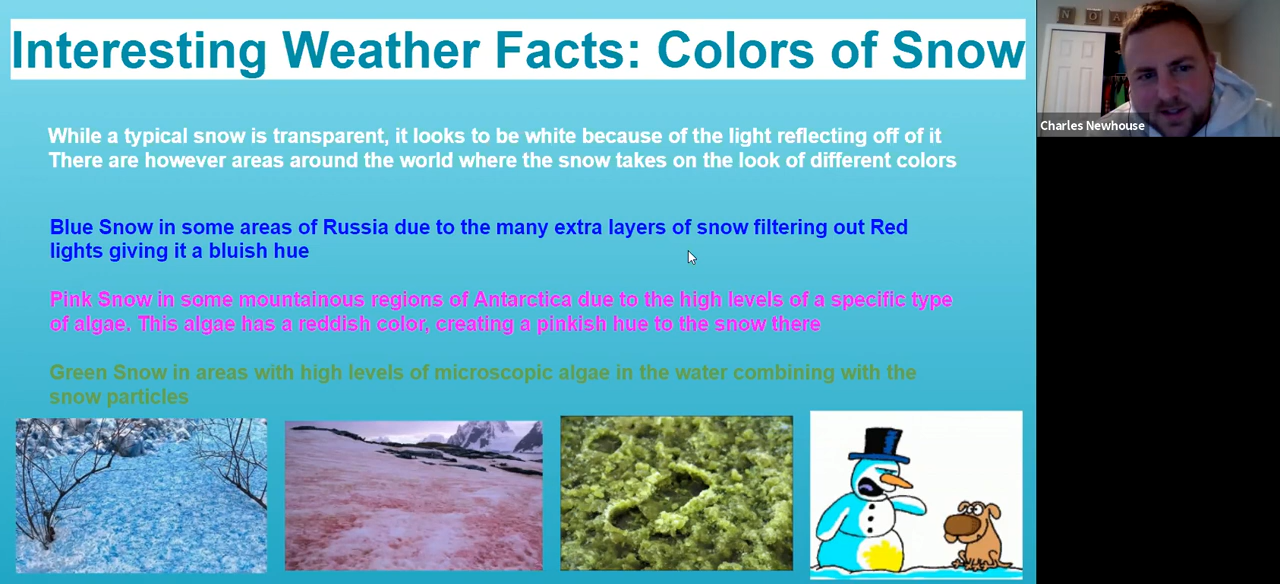 Interesting Weather Facts: Colors of Snow
NOA
Charles Newhouse
While a typical snow is transparent, it looks to be white because of the light reflecting off of it
There are however areas around the world where the snow takes on the look of different colors
Blue Snow in some areas of Russia due to the many extra layers of snow filtering out Red
lights giving it a bluish hue
Pink Snow in some mountainous regions of Antarctica due to the high levels of a specific type
of algae. This algae has a reddish color, creating a pinkish hue to the snow there
Green Snow in areas with high levels of microscopic algae in the water combining with the
snow particles